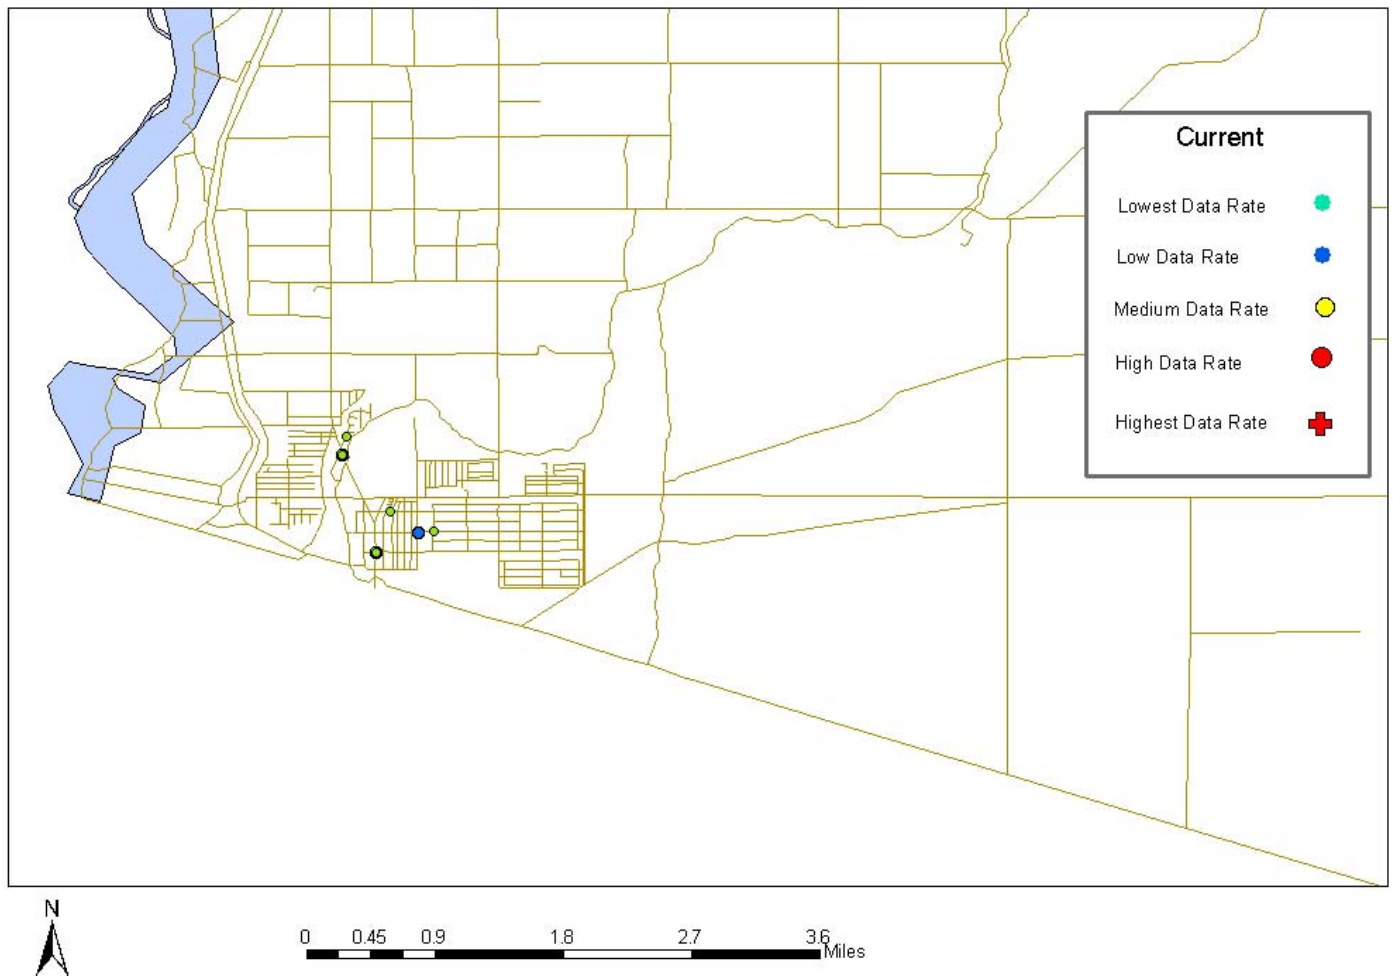 Current
Lowest Data Rate
Low Data Rate
Medium Data Rate
High Data Rate
Highest Data Rate
N
0 0.45 0.9 1.8 2.7 3.6
Miles